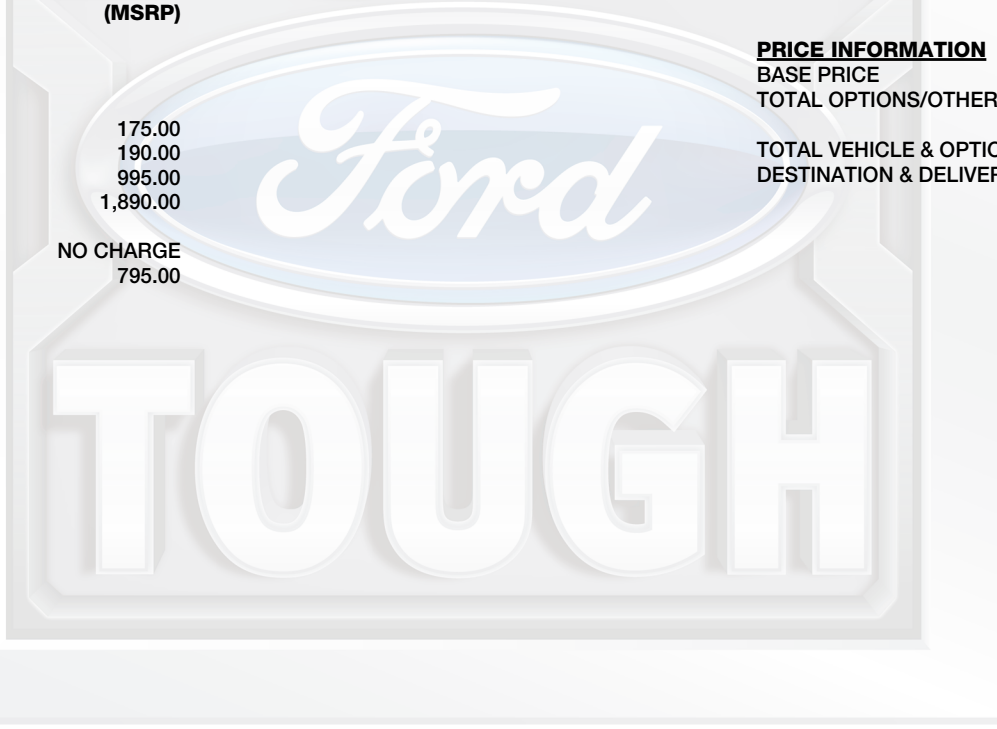 (MSRP)
175.00
190.00
995.00
1,890.00
NO CHARGE
795.00
PRICE INFORMATION
BASE PRICE
TOTAL OPTIONS/OTHER
TOTAL VEHICLE & OPTIO
DESTINATION & DELIVER
Ford
TOUGH